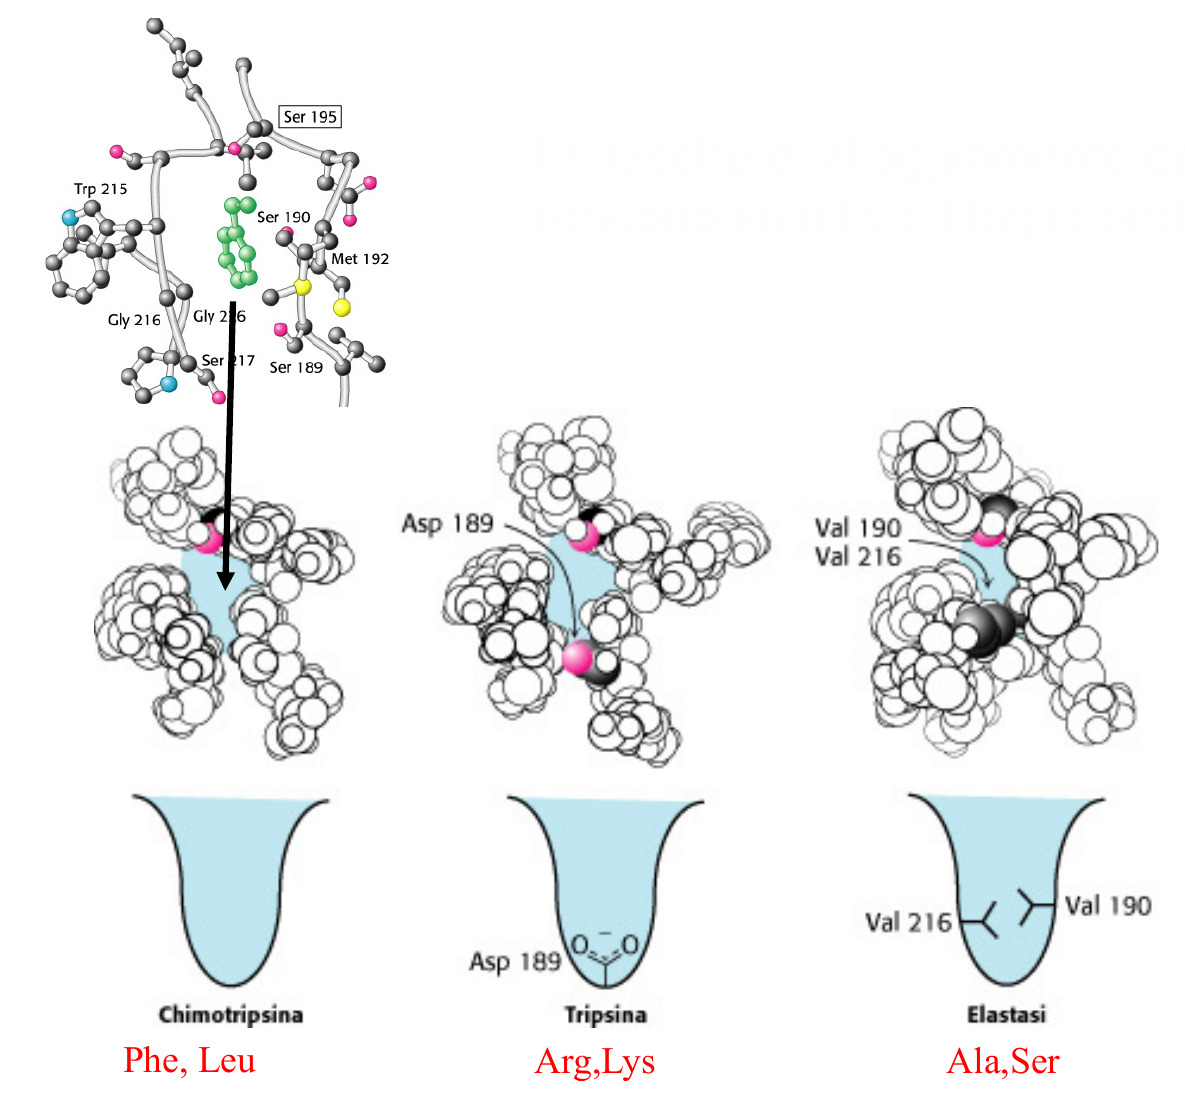 Ser 195
Trp 215
Ser 190
Met 192
Gly 216
Gly 226
Ser 217
Ser 189
Asp 189
Val 190
Val 216
Val 216
Val 190
O
−
O
Asp 189
Chimotripsina
Tripsina
Elastasi
Phe, Leu
Arg,Lys
Ala,Ser